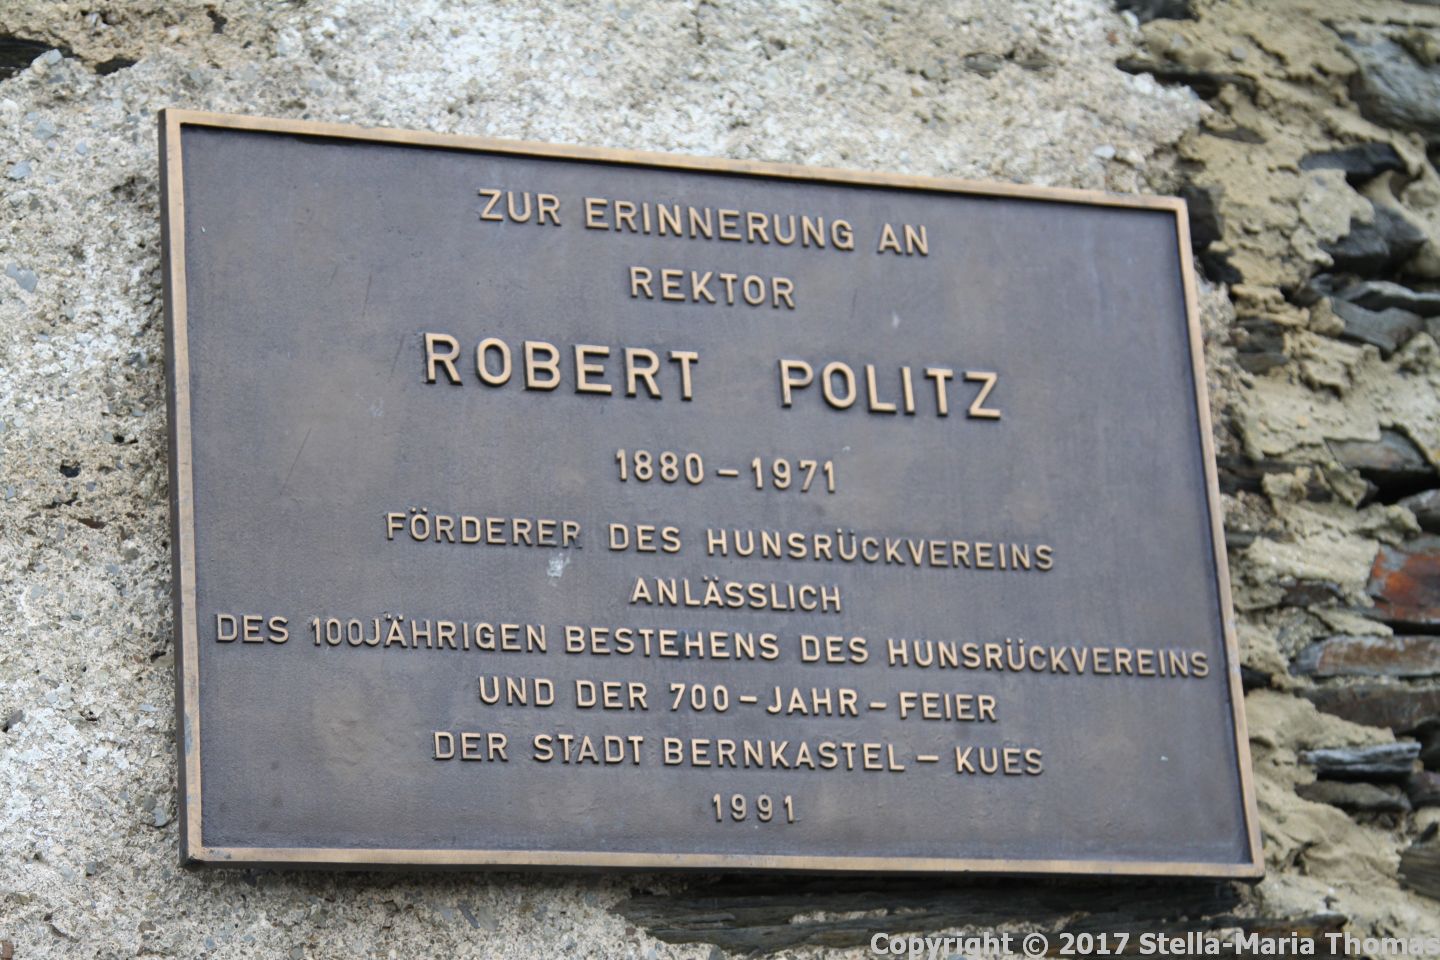 ZUR ERINNERUNG AN
REKTOR
ROBERT POLITZ
1880-1971
FÖRDERER DES HUNSRÜCKVEREINS
ANLÄSSLICH
DES 100JÄHRIGEN BESTEHENS DES HUNSRÜCKVEREINS
UND DER 700-JAHR-FEIER
DER STADT BERNKASTEL-KUES
1991
Copyright © 2017 Stella-Maria Thomas